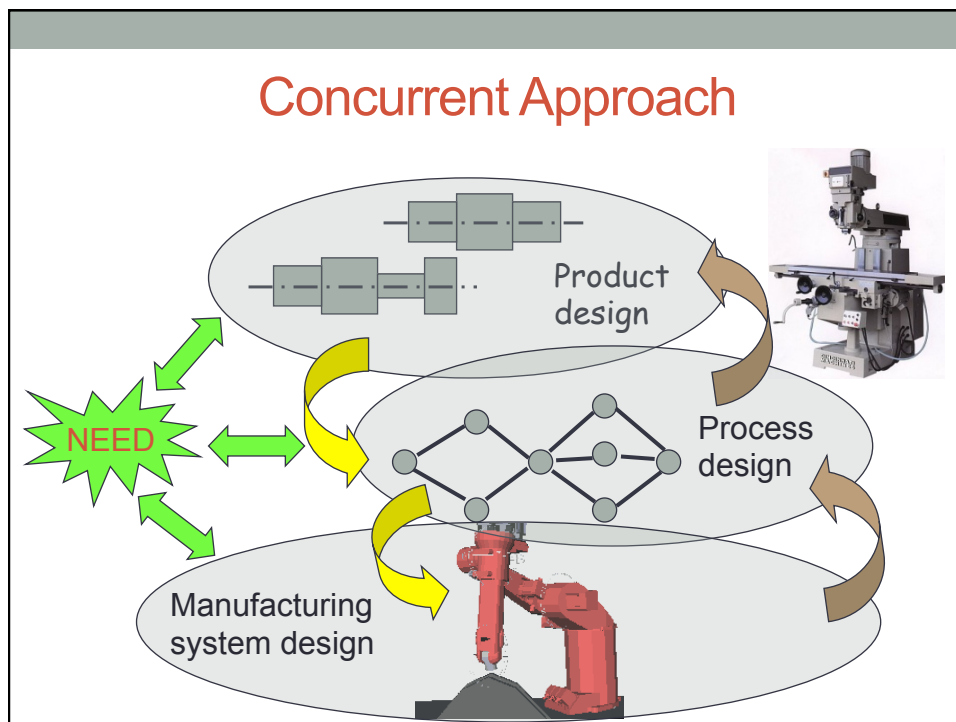 Concurrent Approach
Product
design
NEED
Process
design
Manufacturing
system design